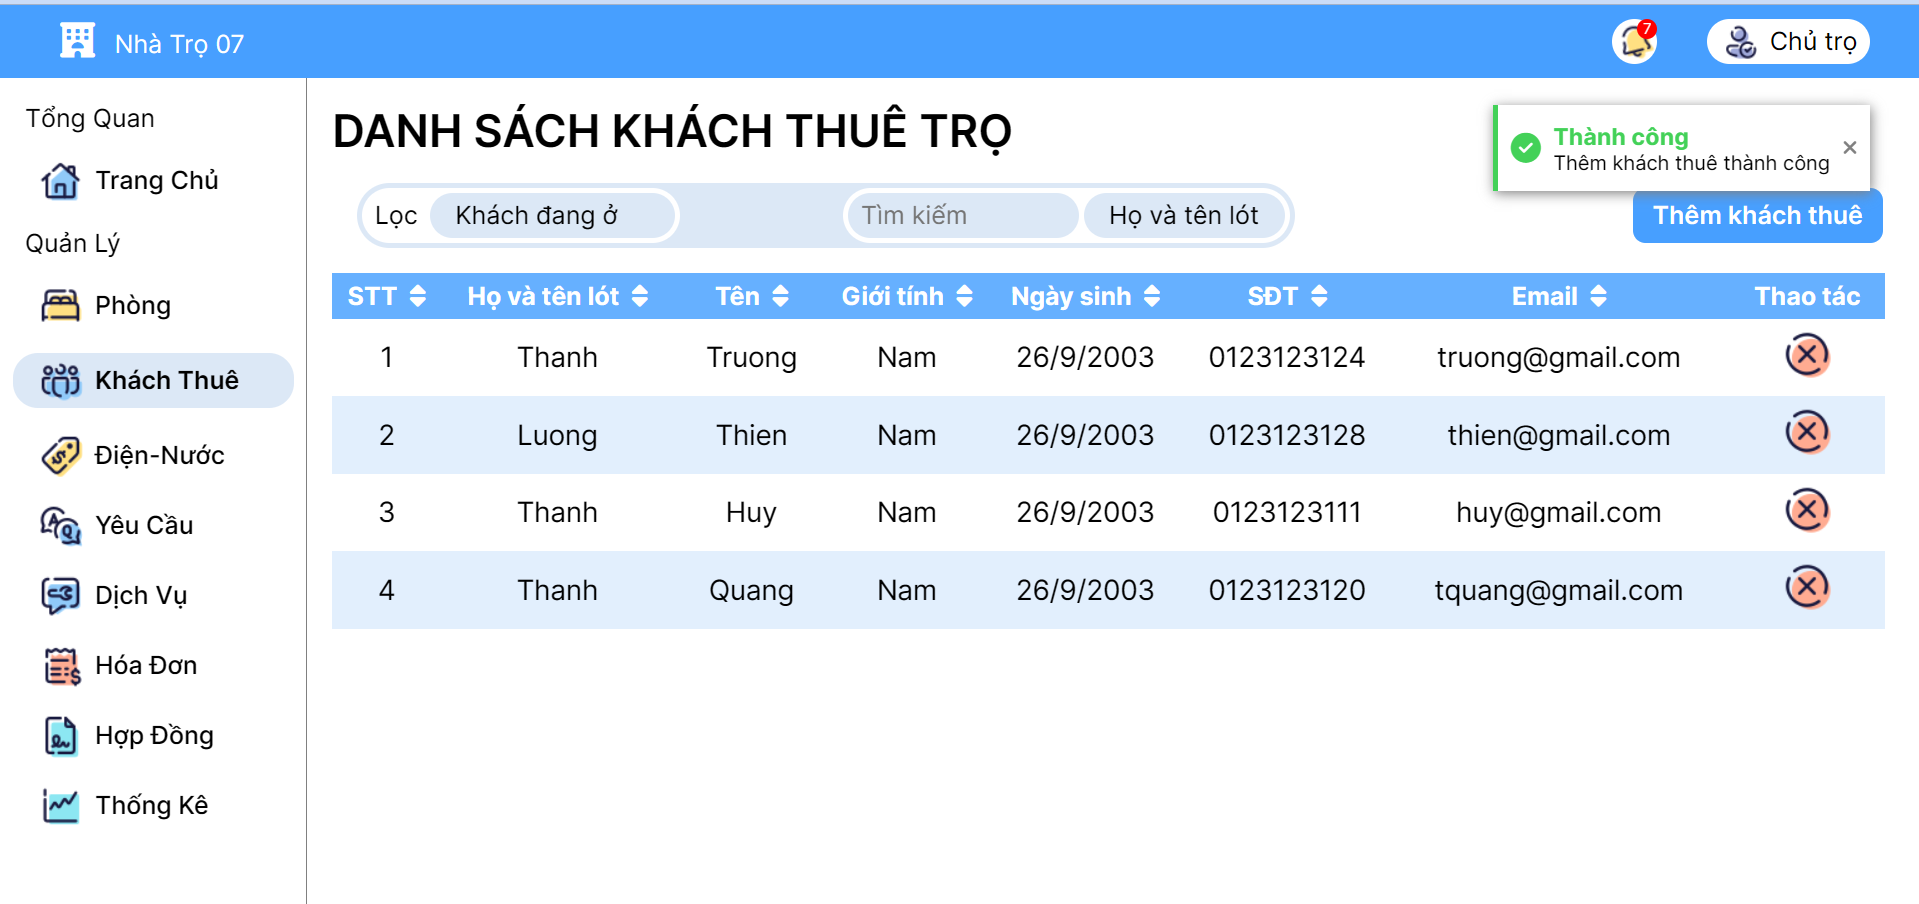 Nhà Trọ 07
7
Chủ trọ
Tổng Quan
Trang Chủ
Quản Lý
Phòng
Khách Thuê
Điện-Nước
Yêu Cầu
Dịch Vụ
Hóa Đơn
Hợp Đồng
Thống Kê
DANH SÁCH KHÁCH THUÊ TRỌ
Thành công
Thêm khách thuê thành công
Lọc Khách đang ở Tìm kiếm Họ và tên lót Thêm khách thuê
STT Họ và tên lót Tên Giới tính Ngày sinh SĐT Email Thao tác
1 Thanh Truong Nam 26/9/2003 0123123124 truong@gmail.com
2 Luong Thien Nam 26/9/2003 0123123128 thien@gmail.com
3 Thanh Huy Nam 26/9/2003 0123123111 huy@gmail.com
4 Thanh Quang Nam 26/9/2003 0123123120 tquang@gmail.com